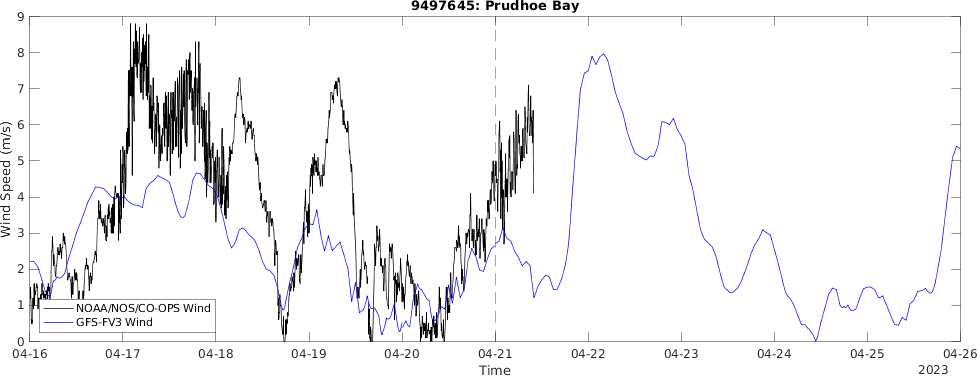 9497645: Prudhoe Bay
9
8
7
6
5
4
3
2
1
0
Wind Speed (m/s)
NOAA/NOS/CO-OPS Wind
GFS-FV3 Wind
04-16 04-17 04-18 04-19 04-20 04-21 04-22 04-23 04-24 04-25 04-26
Time
2023